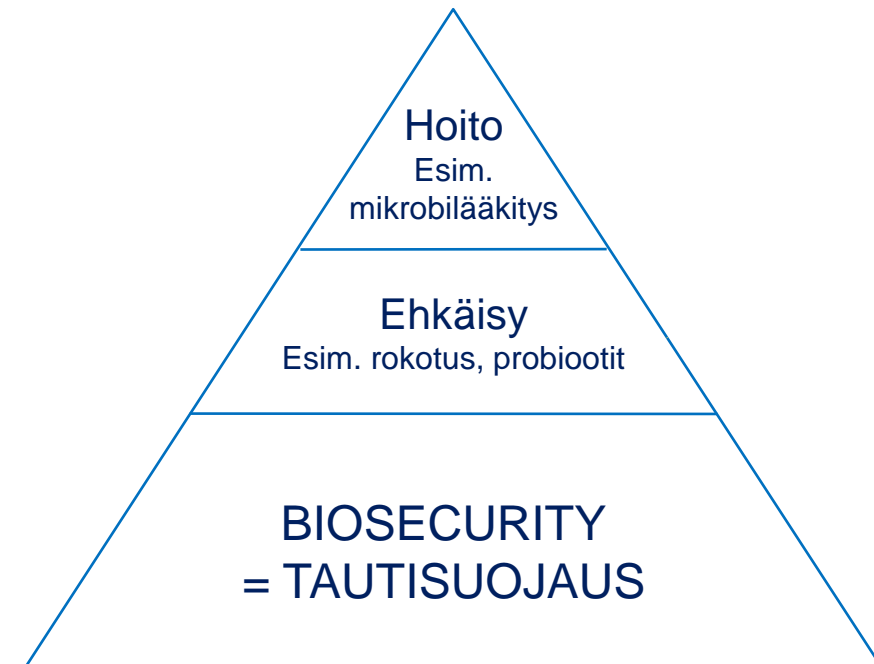 Hoito
Esim.
mikrobilääkitys
Ehkäisy
Esim. rokotus, probiootit
BIOSECURITY
= TAUTISUOJAUS